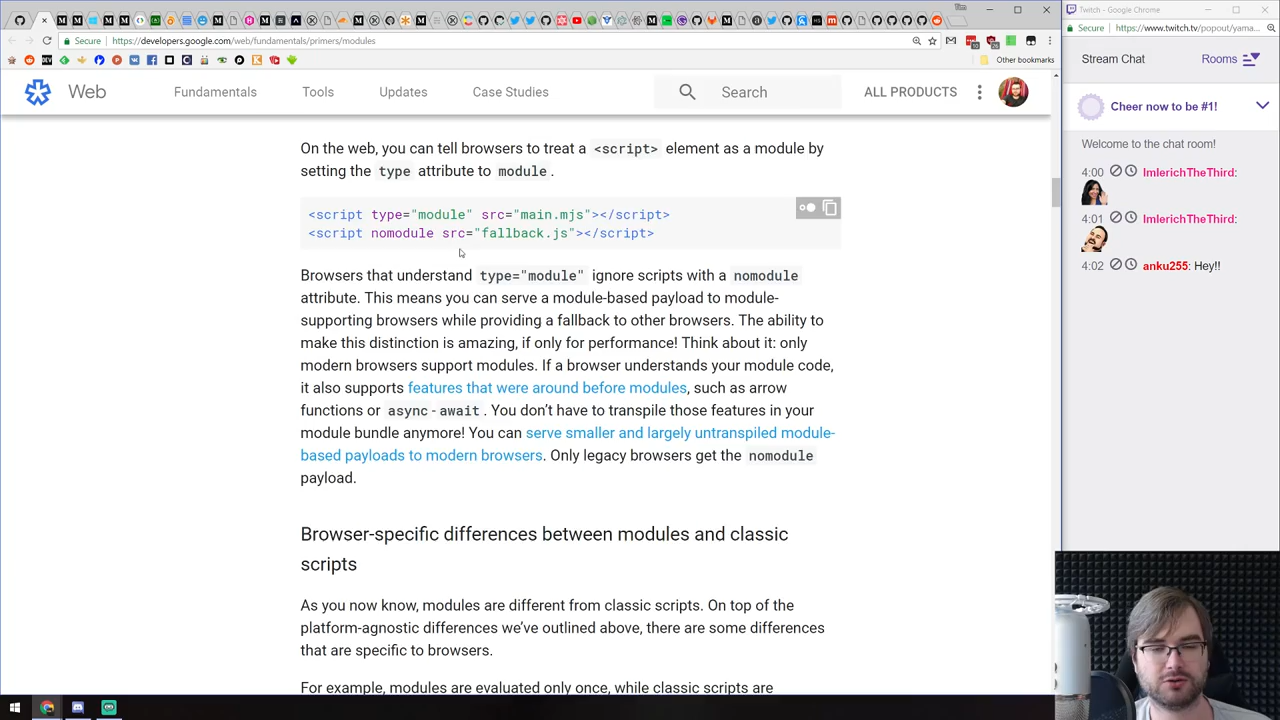 Twitch - Google Chrome
Secure
https://developers.google.com/web/fundamentals/primers/modules
Secure
https://www.twitch.tv/popout/yama...
Other bookmarks
Web
Fundamentals
Tools
Updates
Case Studies
Search
ALL PRODUCTS
On the web, you can tell browsers to treat a <script> element as a module by
setting the type attribute to module.
<script type="module" src="main.mjs"></script>
<script nomodule src="fallback.js"></script>
Browsers that understand type="module" ignore scripts with a nomodule
attribute. This means you can serve a module-based payload to module-
supporting browsers while providing a fallback to other browsers. The ability to
make this distinction is amazing, if only for performance! Think about it: only
modern browsers support modules. If a browser understands your module code,
it also supports features that were around before modules, such as arrow
functions or async-await. You don't have to transpile those features in your
module bundle anymore! You can serve smaller and largely untranspiled module-
based payloads to modern browsers. Only legacy browsers get the nomodule
payload.
Browser-specific differences between modules and classic
scripts
As you now know, modules are different from classic scripts. On top of the
platform-agnostic differences we've outlined above, there are some differences
that are specific to browsers.
For example, modules are evaluated only once, while classic scripts are
Stream Chat
Rooms
Cheer now to be #1!
Welcome to the chat room!
4:00 ImlerichTheThird:
4:01 ImlerichTheThird:
4:02 anku255: Hey!!